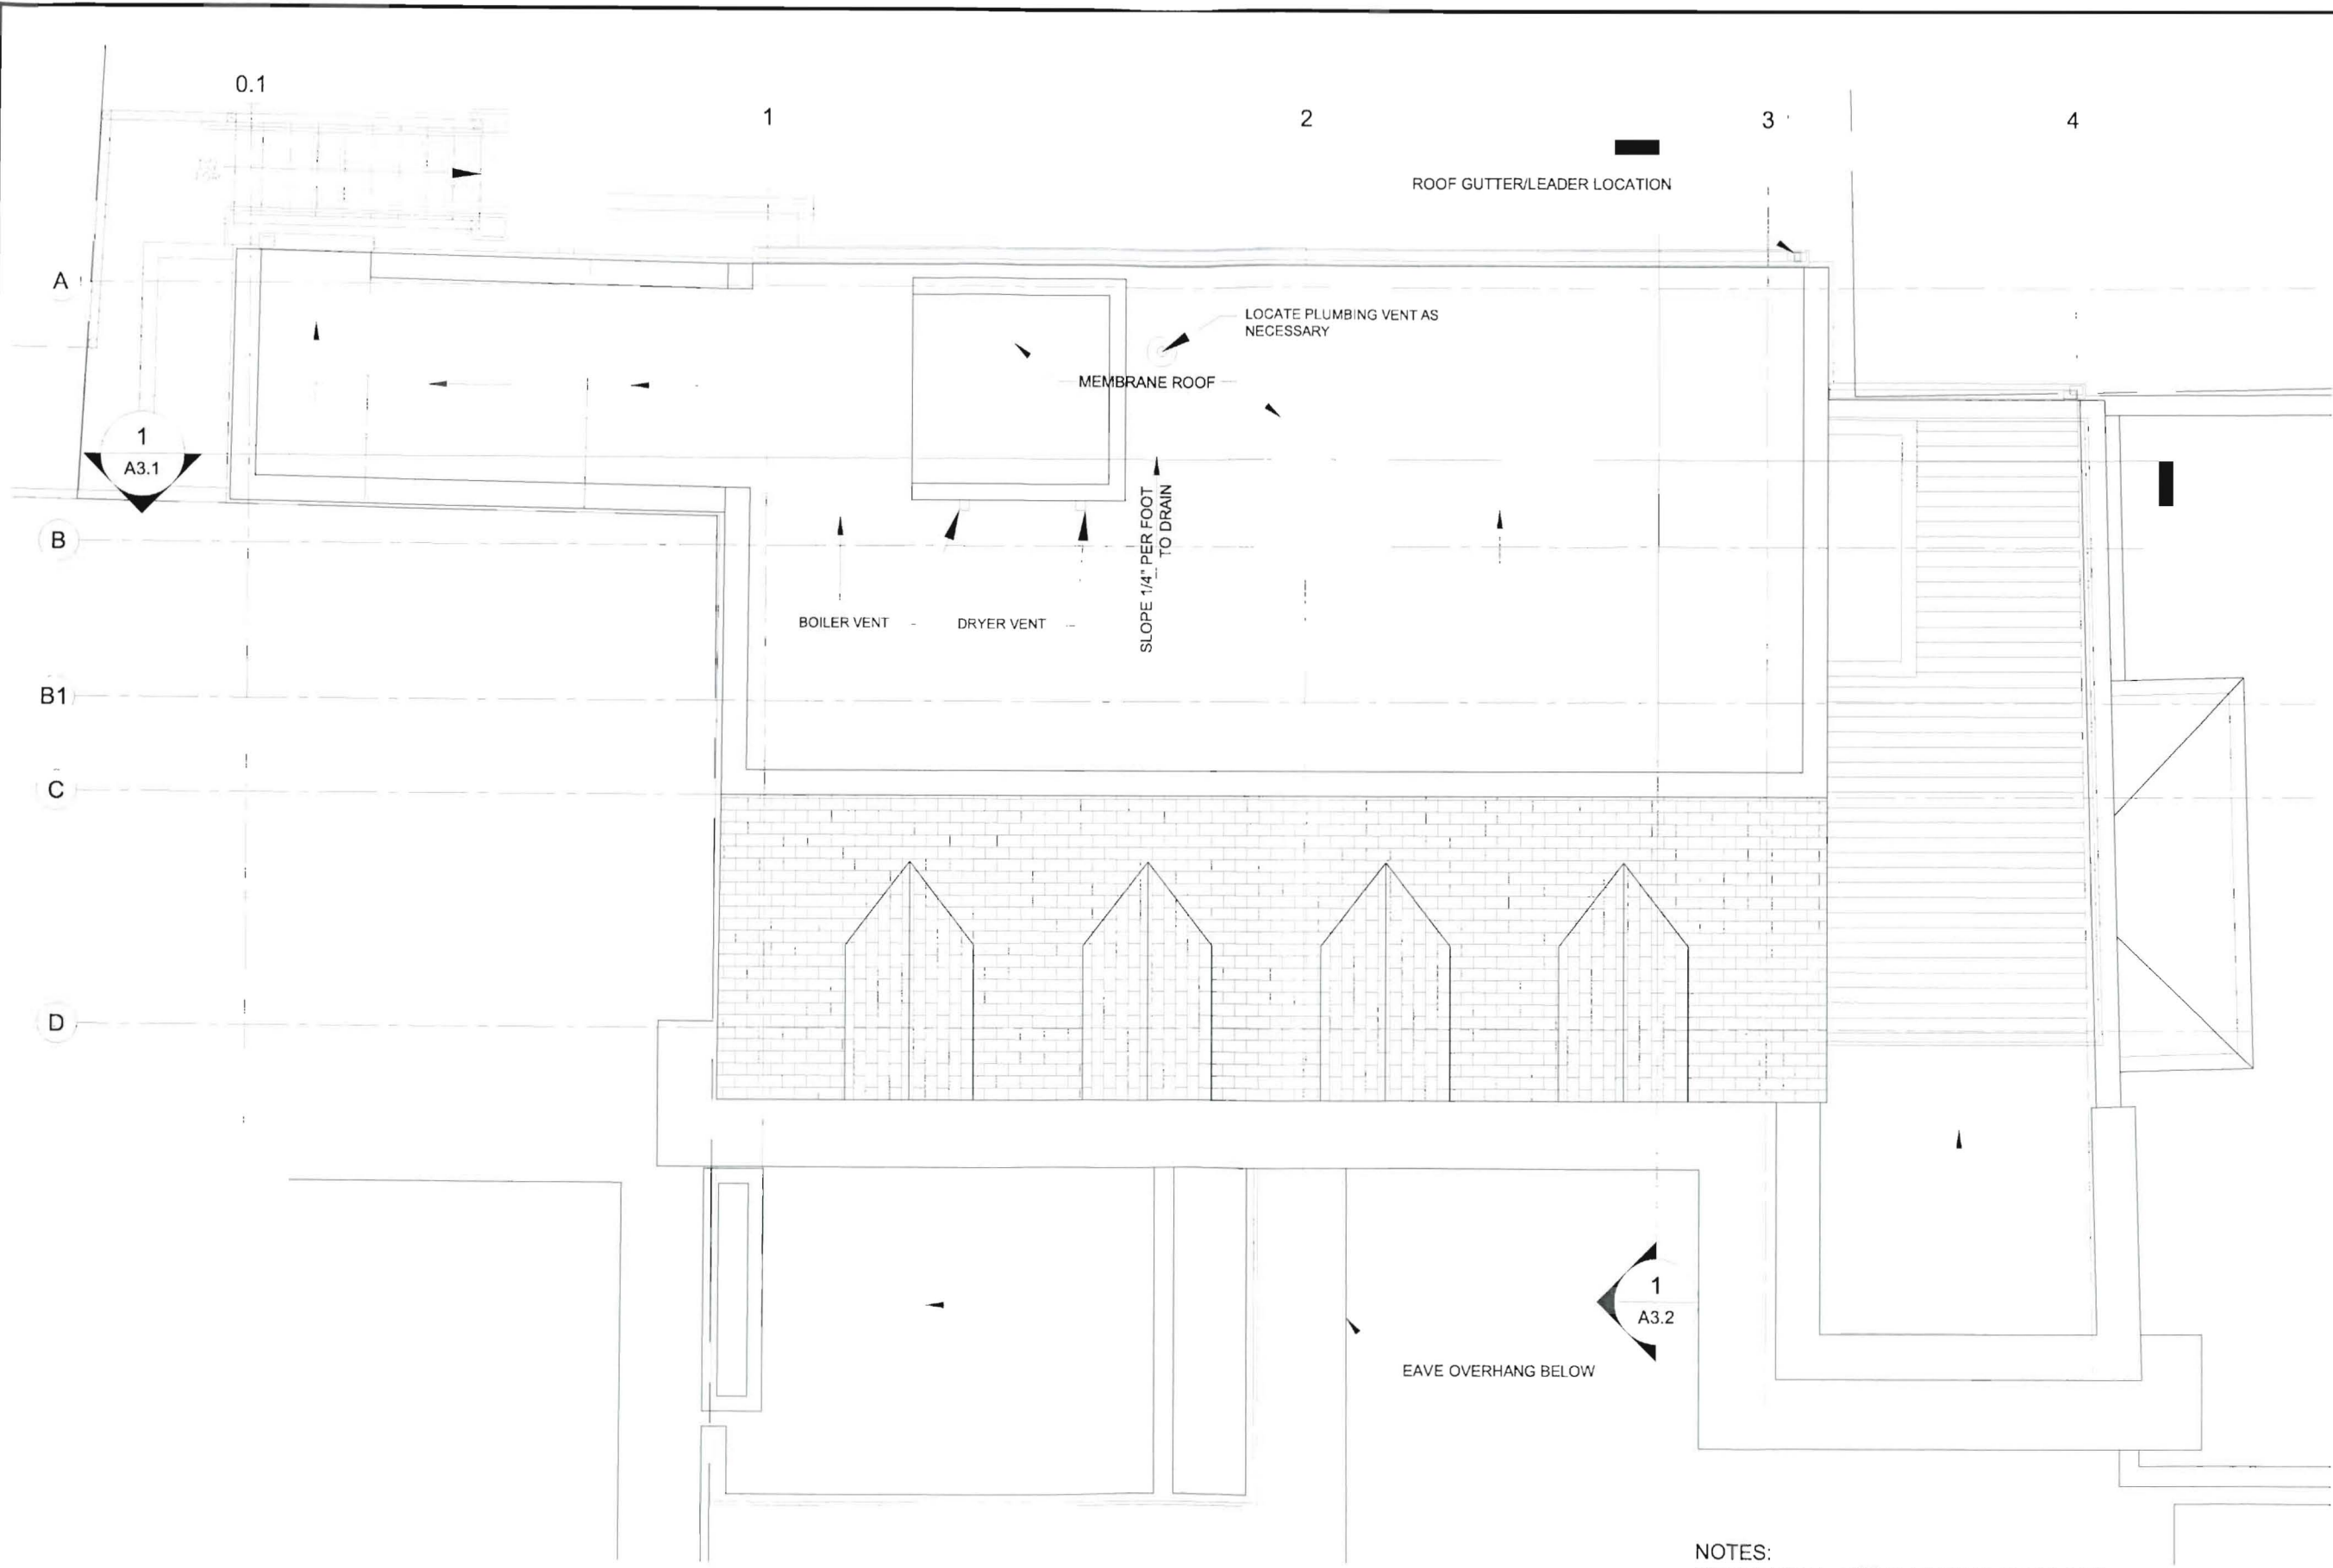 0.1
1
2
3
4
ROOF GUTTER/LEADER LOCATION
A
LOCATE PLUMBING VENT AS
NECESSARY
MEMBRANE ROOF
1
A3.1
SLOPE 1/4" PER FOOT
TO DRAIN
B
BOILER VENT
DRYER VENT
B1
C
D
1
A3.2
EAVE OVERHANG BELOW
NOTES: